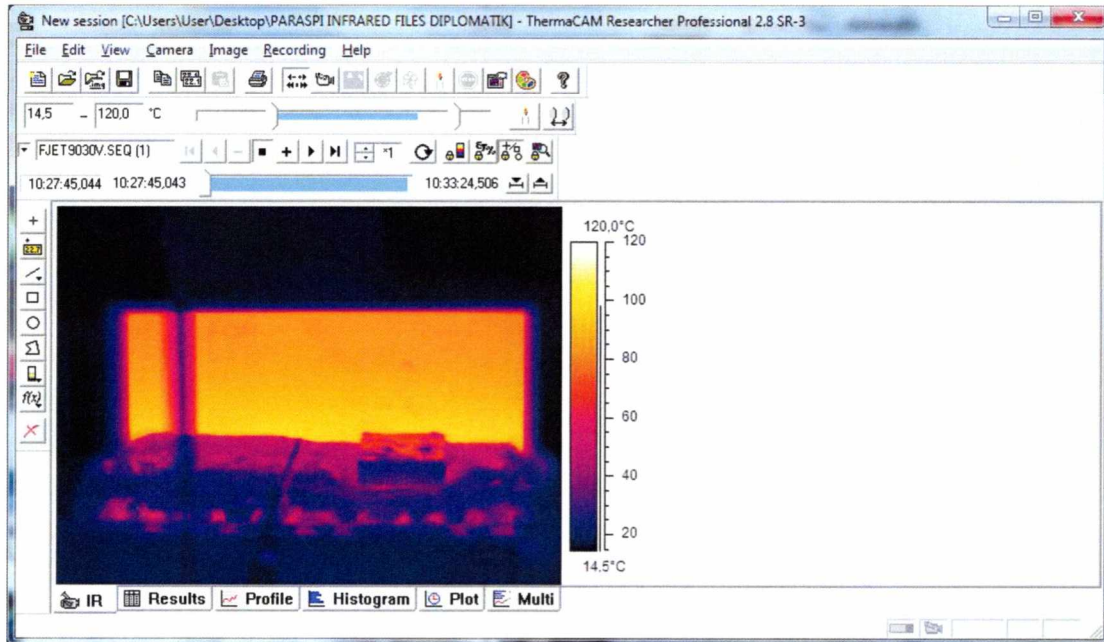 New session [C:\Users\User\Desktop\PARASPI INFRARED FILES DIPLOMATIK] - ThermaCAM Researcher Professional 2.8 SR-3
File Edit View Camera Image Recording Help
14,5 - 120,0 °C
FJET9030V.SEQ (1) ×1
10:27:45,044 10:27:45,043 10:33:24,506
120,0°C
120
100
80
60
40
20
14,5°C
f(x)
IR Results Profile Histogram Plot Multi